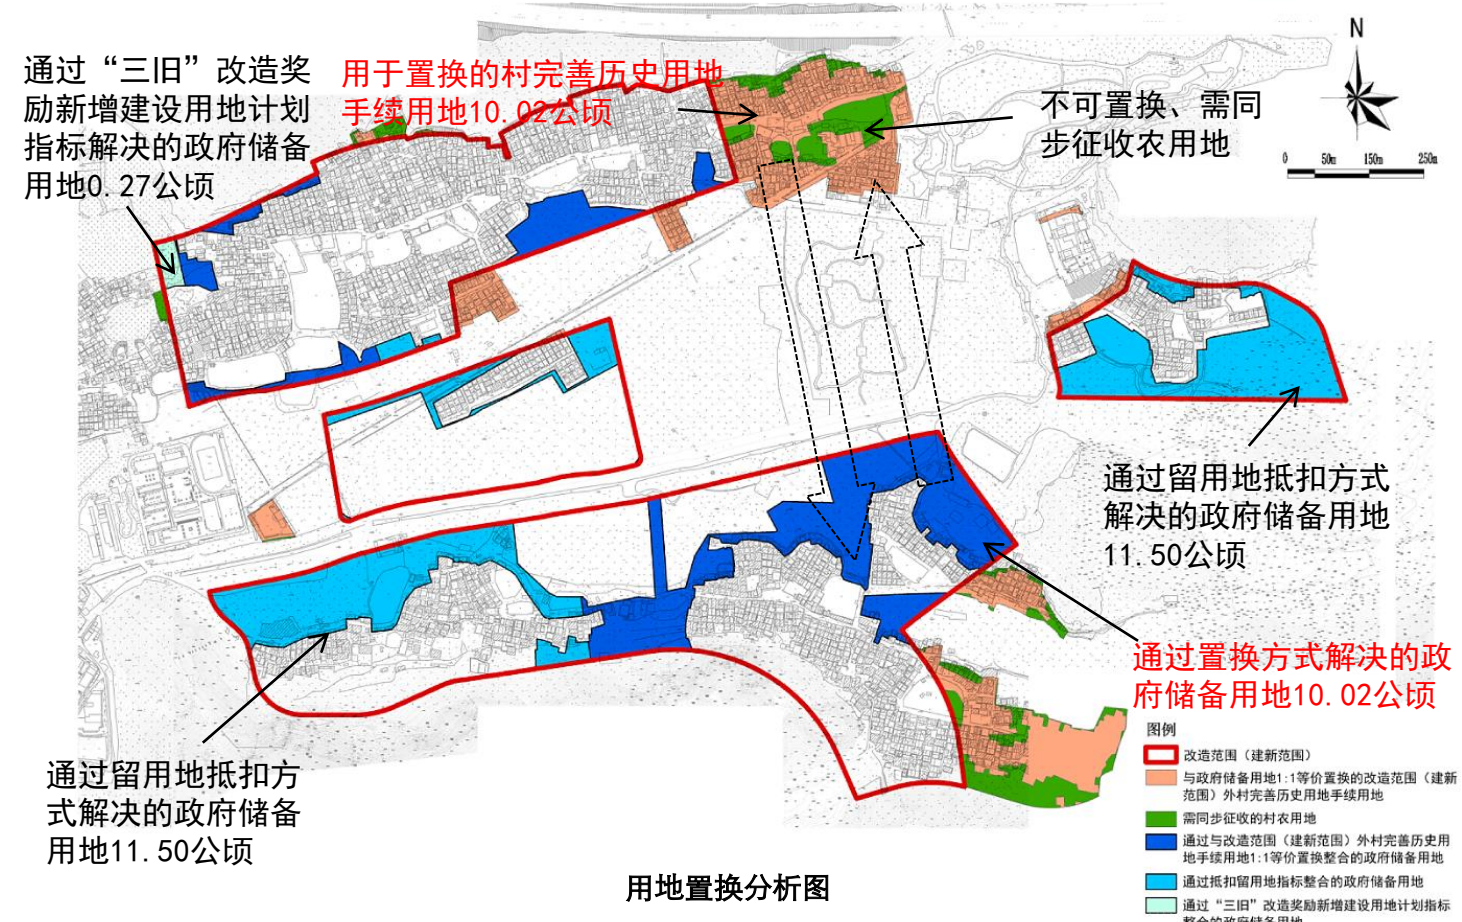 通过“三旧”改造奖
励新增建设用地计划
指标解决的政府储备
用地0.27公顷
用于置换的村完善历史用地
手续用地10.02公顷
不可置换、需同
步征收农用地
N
0 50m 150m 250m
通过留用地抵扣方式
解决的政府储备用地
11.50公顷
通过置换方式解决的政
府储备用地10.02公顷
通过留用地抵扣方
式解决的政府储备
用地11.50公顷
图例
改造范围（建新范围）
与政府储备用地1:1等价置换的改造范围（建新
范围）外村完善历史用地手续用地
需同步征收的村农用地
通过与改造范围（建新范围）外村完善历史用
地手续用地1:1等价置换整合的政府储备用地
通过抵扣留用地指标整合的政府储备用地
通过“三旧”改造奖励新增建设用地计划指标
整合的政府储备用地
用地置换分析图